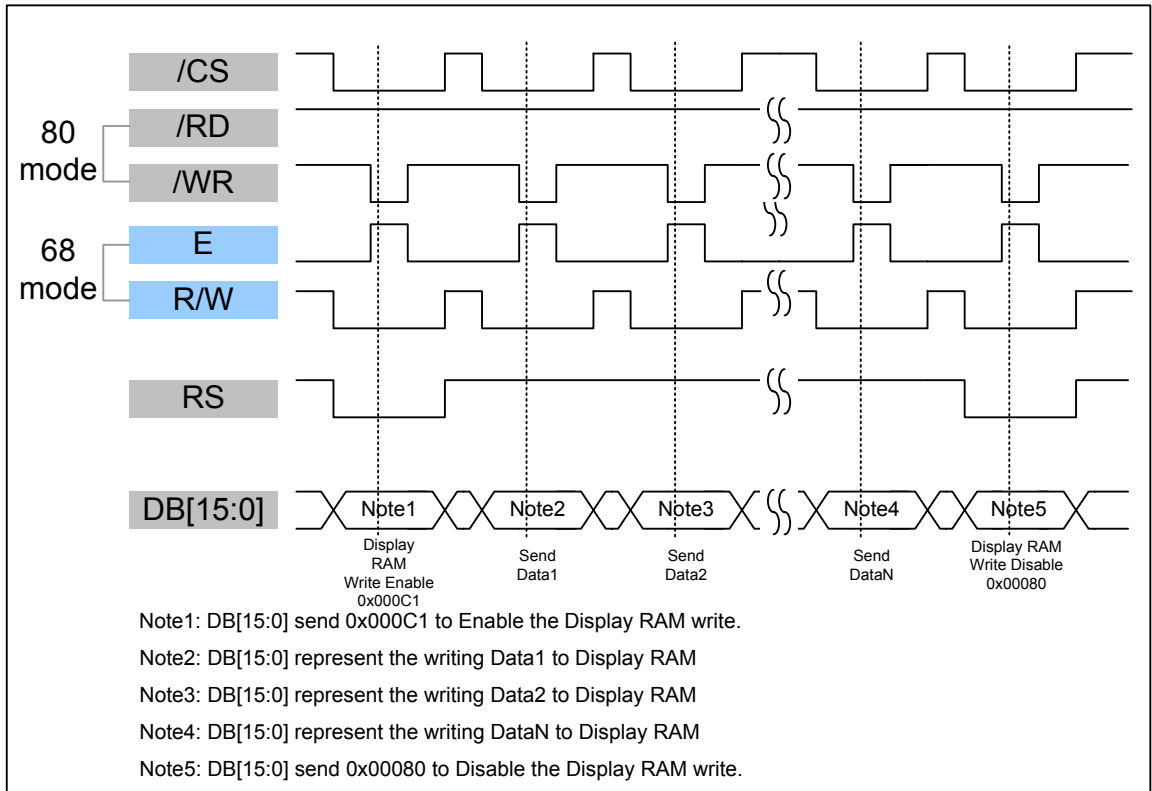 /CS
80
mode
/RD
/WR
68
mode
E
R/W
RS
DB[15:0]
Note1
Note2
Note3
Note4
Note5
Display
RAM
Write Enable
0x000C1
Send
Data1
Send
Data2
Send
DataN
Display RAM
Write Disable
0x00080
Note1: DB[15:0] send 0x000C1 to Enable the Display RAM write.
Note2: DB[15:0] represent the writing Data1 to Display RAM
Note3: DB[15:0] represent the writing Data2 to Display RAM
Note4: DB[15:0] represent the writing DataN to Display RAM
Note5: DB[15:0] send 0x00080 to Disable the Display RAM write.